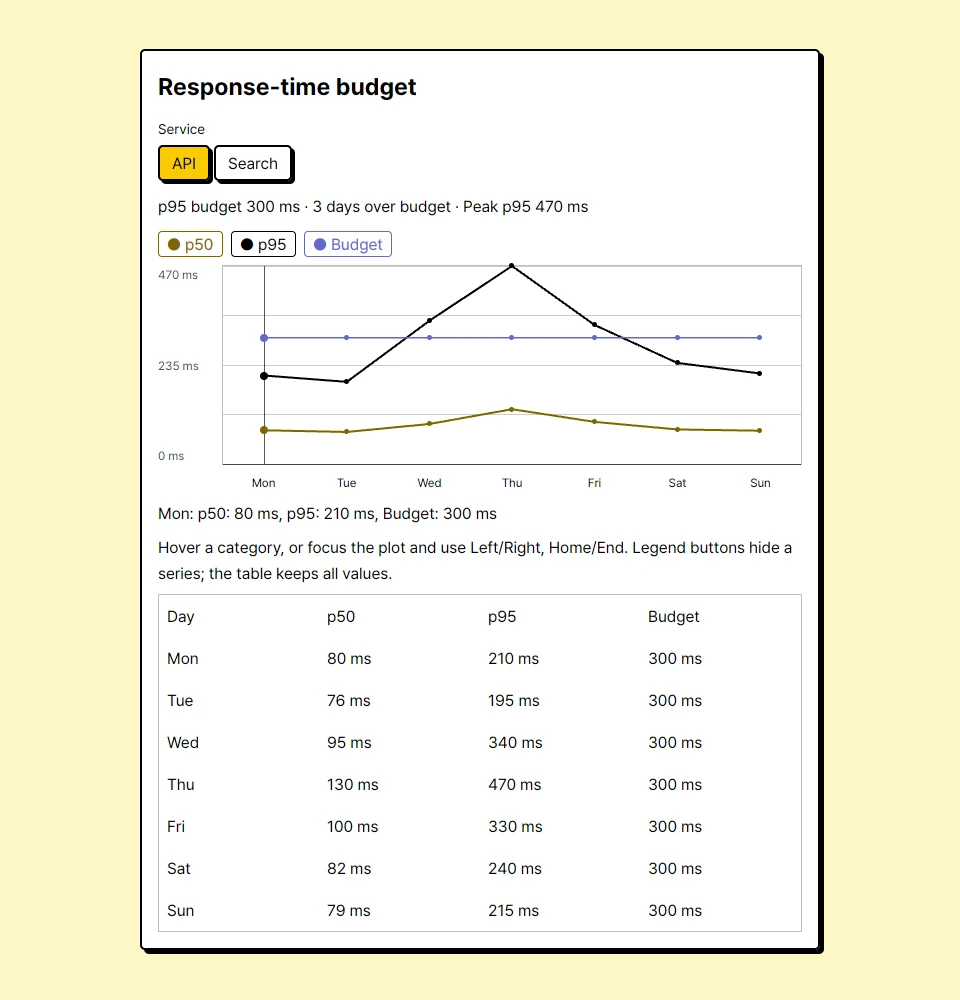 Response-time budget
Service
API Search
p95 budget 300 ms · 3 days over budget · Peak p95 470 ms
p50 p95 Budget
470 ms
235 ms
0 ms
Mon Tue Wed Thu Fri Sat Sun
Mon: p50: 80 ms, p95: 210 ms, Budget: 300 ms
Hover a category, or focus the plot and use Left/Right, Home/End. Legend buttons hide a
series; the table keeps all values.
Day p50 p95 Budget
Mon 80 ms 210 ms 300 ms
Tue 76 ms 195 ms 300 ms
Wed 95 ms 340 ms 300 ms
Thu 130 ms 470 ms 300 ms
Fri 100 ms 330 ms 300 ms
Sat 82 ms 240 ms 300 ms
Sun 79 ms 215 ms 300 ms